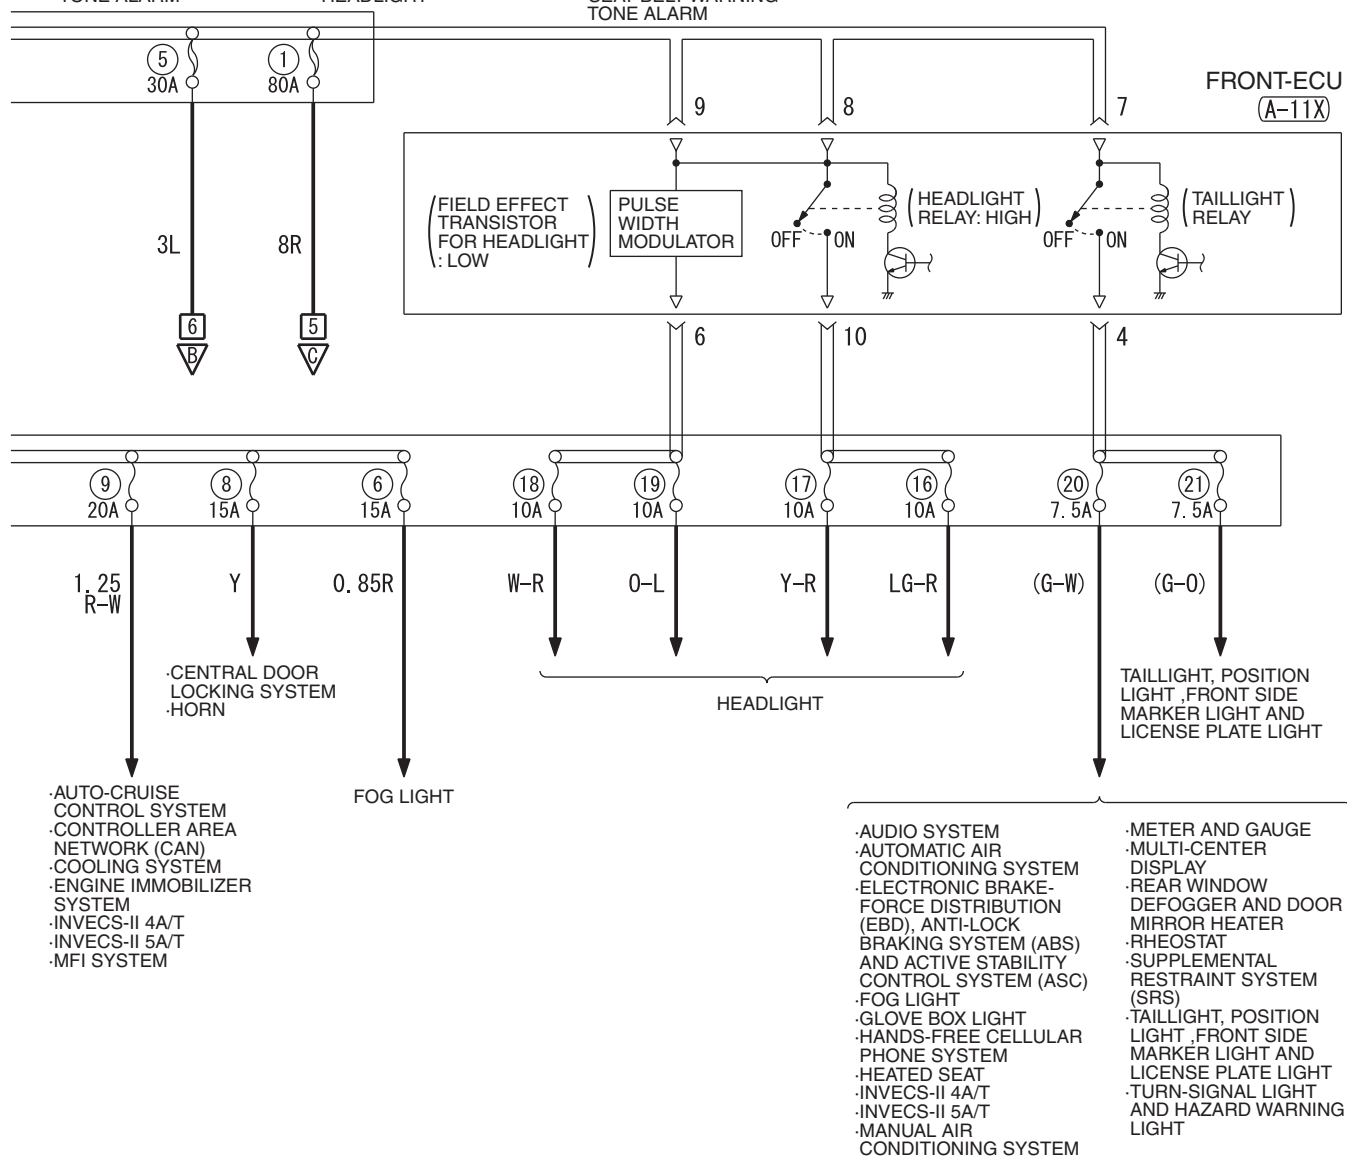 TONE ALARM
HEADLIGHT
SEAT BELT WARNING
TONE ALARM
5
30A
1
80A
9
8
7
FRONT-ECU
(A-11X)
(FIELD EFFECT
TRANSISTOR
FOR HEADLIGHT
: LOW)
PULSE
WIDTH
MODULATOR
OFF
ON
(HEADLIGHT
RELAY: HIGH)
OFF
ON
(TAILLIGHT
RELAY)
3L
8R
6
B
5
C
6
10
4
9
20A
8
15A
6
15A
18
10A
19
10A
17
10A
16
10A
20
7.5A
21
7.5A
1.25
R-W
Y
0.85R
W-R
O-L
Y-R
LG-R
(G-W)
(G-O)
·CENTRAL DOOR
LOCKING SYSTEM
·HORN
HEADLIGHT
TAILLIGHT, POSITION
LIGHT ,FRONT SIDE
MARKER LIGHT AND
LICENSE PLATE LIGHT
·AUTO-CRUISE
CONTROL SYSTEM
·CONTROLLER AREA
NETWORK (CAN)
·COOLING SYSTEM
·ENGINE IMMOBILIZER
SYSTEM
·INVECS-II 4A/T
·INVECS-II 5A/T
·MFI SYSTEM
FOG LIGHT
·AUDIO SYSTEM
·AUTOMATIC AIR
CONDITIONING SYSTEM
·ELECTRONIC BRAKE-
FORCE DISTRIBUTION
(EBD), ANTI-LOCK
BRAKING SYSTEM (ABS)
AND ACTIVE STABILITY
CONTROL SYSTEM (ASC)
·FOG LIGHT
·GLOVE BOX LIGHT
·HANDS-FREE CELLULAR
PHONE SYSTEM
·HEATED SEAT
·INVECS-II 4A/T
·INVECS-II 5A/T
·MANUAL AIR
CONDITIONING SYSTEM
·METER AND GAUGE
·MULTI-CENTER
DISPLAY
·REAR WINDOW
DEFOGGER AND DOOR
MIRROR HEATER
·RHEOSTAT
·SUPPLEMENTAL
RESTRAINT SYSTEM
(SRS)
·TAILLIGHT, POSITION
LIGHT ,FRONT SIDE
MARKER LIGHT AND
LICENSE PLATE LIGHT
·TURN-SIGNAL LIGHT
AND HAZARD WARNING
LIGHT